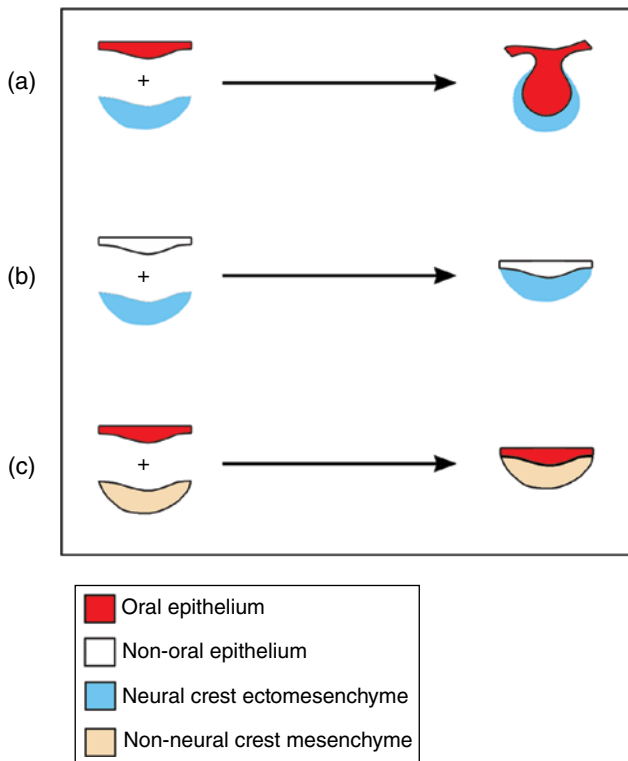 (a)
+
(b)
+
(c)
+
Oral epithelium
Non-oral epithelium
Neural crest ectomesenchyme
Non-neural crest mesenchyme